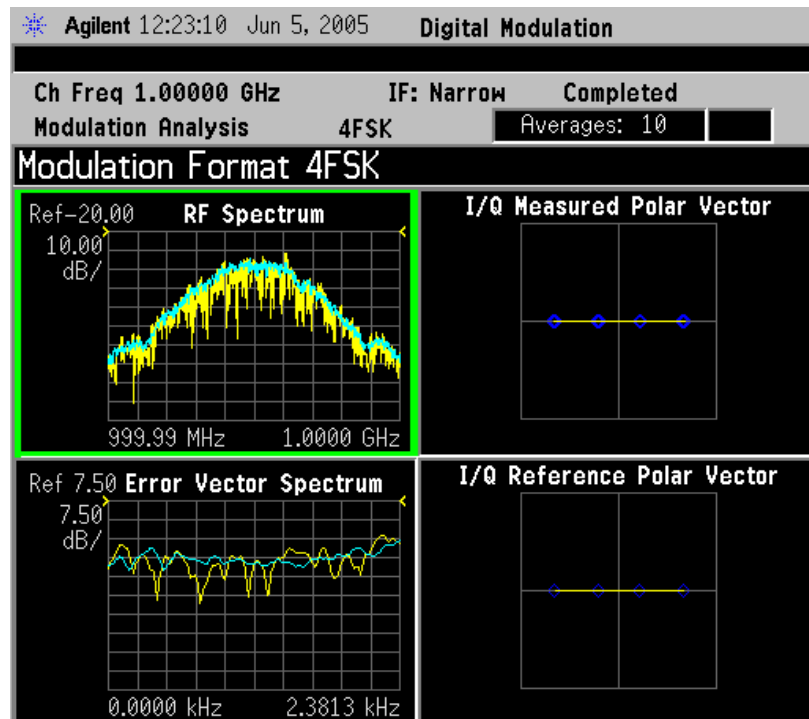 Agilent 12:23:10 Jun 5, 2005 Digital Modulation
Ch Freq 1.00000 GHz IF: Narrow Completed
Modulation Analysis 4FSK Averages: 10
Modulation Format 4FSK
Ref-20.00 RF Spectrum
10.00
dB/
999.99 MHz 1.0000 GHz
I/Q Measured Polar Vector
Ref 7.50 Error Vector Spectrum
7.50
dB/
0.0000 kHz 2.3813 kHz
I/Q Reference Polar Vector